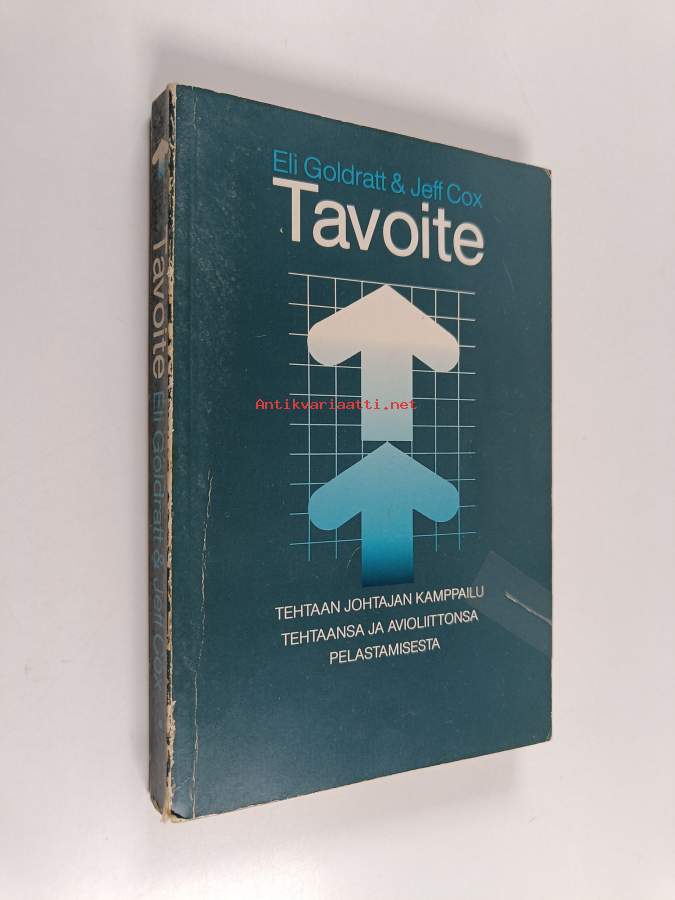 Eli Goldratt & Jeff Cox
Tavoite
Antikvariaatti.net
TEHTAAN JOHTAJAN KAMPPAILU
TEHTAANSA JA AVIOLIITTONSA
PELASTAMISESTA
Tavoite Eli Goldratt & Jeff Cox